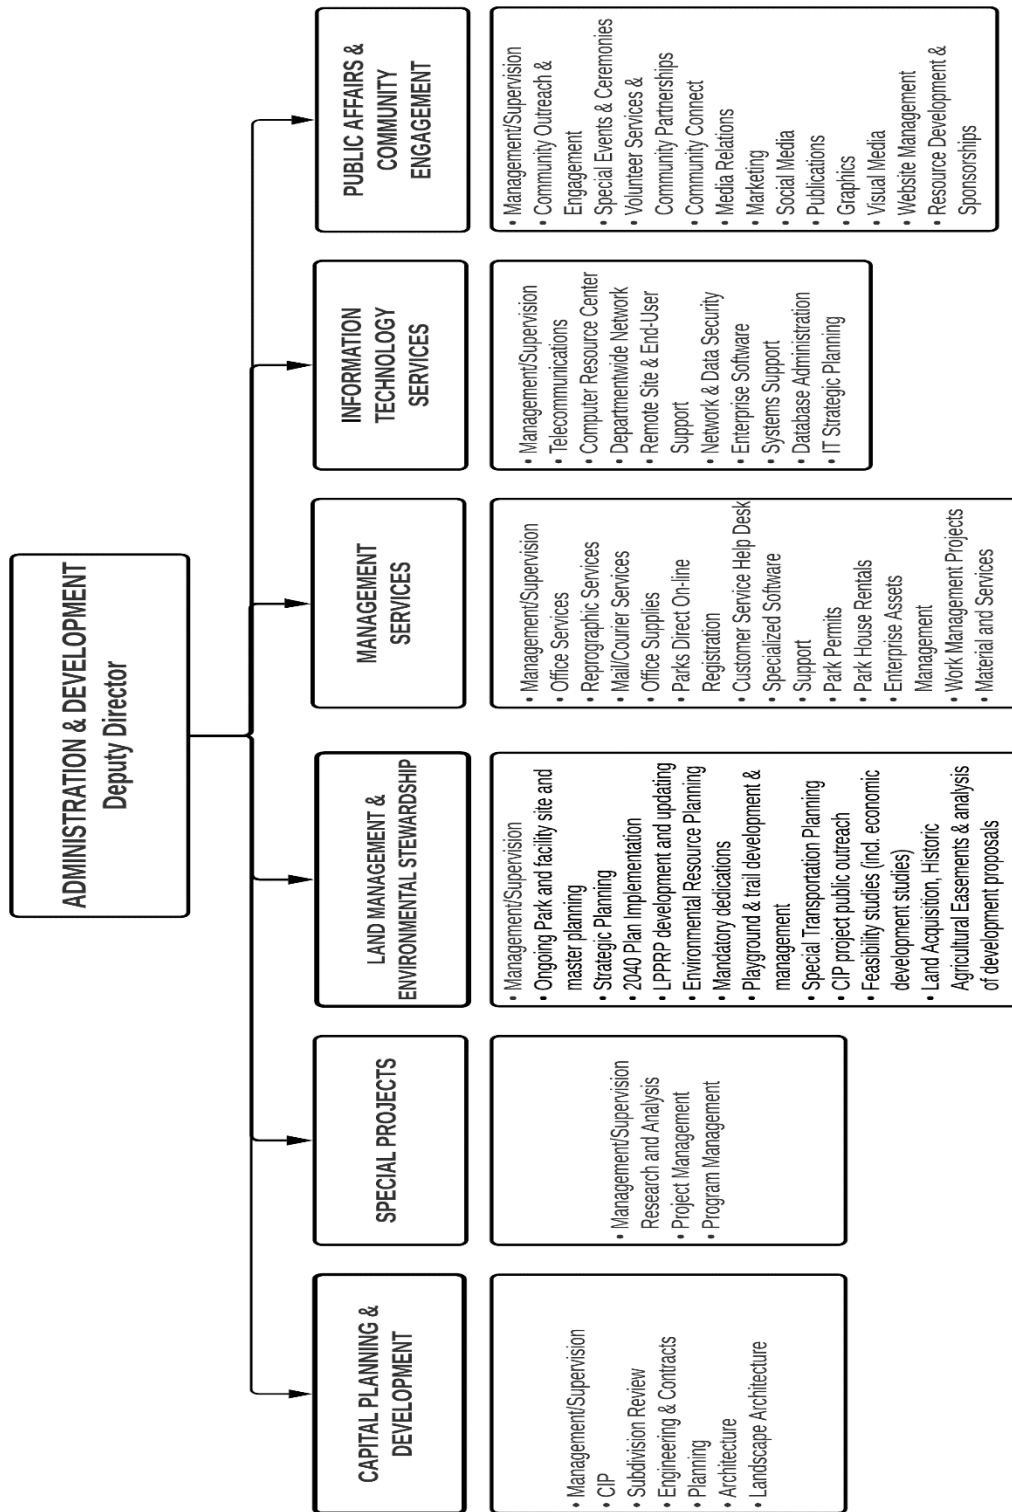 ADMINISTRATION & DEVELOPMENT
Deputy Director
CAPITAL PLANNING &
DEVELOPMENT
• Management/Supervision
• CIP
• Subdivision Review
• Engineering & Contracts
• Planning
• Architecture
• Landscape Architecture
SPECIAL PROJECTS
• Management/Supervision
Research and Analysis
• Project Management
• Program Management
LAND MANAGEMENT &
ENVIRONMENTAL STEWARDSHIP
• Management/Supervision
• Ongoing Park and facility site and
master planning
• Strategic Planning
• 2040 Plan Implementation
• LPPRP development and updating
• Environmental Resource Planning
• Mandatory dedications
• Playground & trail development &
management
• Special Transportation Planning
• CIP project public outreach
• Feasibility studies (incl. economic
development studies)
• Land Acquisition, Historic
Agricultural Easements & analysis
of development proposals
MANAGEMENT
SERVICES
• Management/Supervision
• Office Services
• Reprographic Services
• Mail/Courier Services
• Office Supplies
• Parks Direct On-line
Registration
• Customer Service Help Desk
• Specialized Software
Support
• Park Permits
• Park House Rentals
• Enterprise Assets
Management
• Work Management Projects
• Material and Services
INFORMATION
TECHNOLOGY
SERVICES
• Management/Supervision
• Telecommunications
• Computer Resource Center
• Departmentwide Network
• Remote Site & End-User
Support
• Network & Data Security
• Enterprise Software
• Systems Support
• Database Administration
• IT Strategic Planning
PUBLIC AFFAIRS &
COMMUNITY
ENGAGEMENT
• Management/Supervision
• Community Outreach &
Engagement
• Special Events & Ceremonies
• Volunteer Services &
Community Partnerships
• Community Connect
• Media Relations
• Marketing
• Social Media
• Publications
• Graphics
• Visual Media
• Website Management
• Resource Development &
Sponsorships